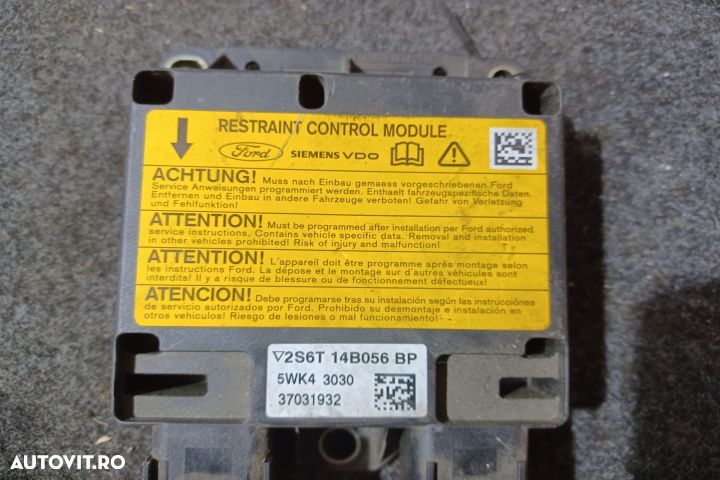 RESTRAINT CONTROL MODULE
Ford SIEMENS VDO
ACHTUNG! Muss nach Einbau gemaess vorgeschriebenen Ford
Service Anweisungen programmiert werden. Enthaelt fahrzeugspezifische Daten.
Entfernen und Einbau in andere Fahrzeuge verboten! Gefahr von Verletzung
und Fehlfunktion!
ATTENTION! Must be programmed after installation per Ford authorized
service instructions. Contains vehicle specific data. Removal and installation
in other vehicles prohibited! Risk of injury and malfunction!
ATTENTION! L'appareil doit être programme après montage selon
les instructions Ford. La dépose et le montage sur d'autres véhicules sont
interdits! Il y a risque de blessure ou de fonctionnement défectueux!
ATENCION! Debe programarse tras su instalación según las instrucciónes
de servicio autorizados por Ford. Prohibido su desmontaje e instalación en
otros vehículos! Riesgo de lesiones o mal funcionamiento!
2S6T 14B056 BP
5WK4 3030
37031932
AUTOVIT.RO